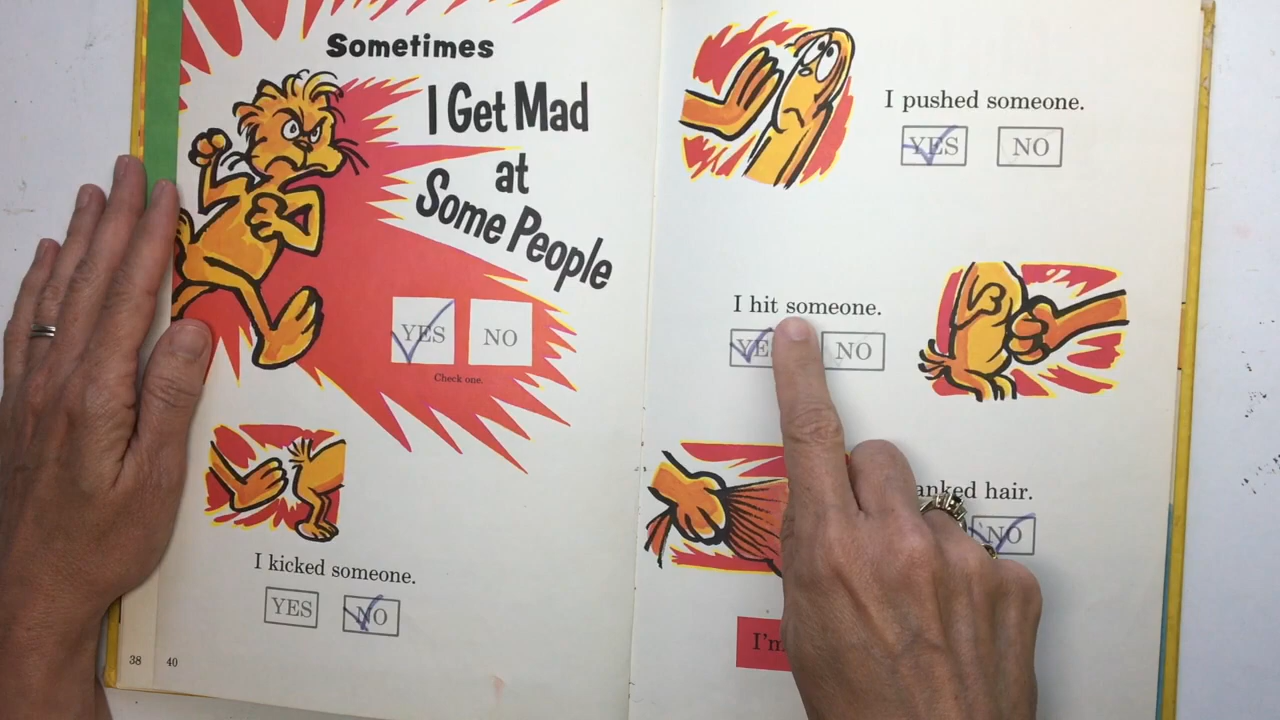 Sometimes
I Get Mad
at
Some People
YES NO
Check one.
I kicked someone.
YES NO
38 40
I pushed someone.
YES NO
I hit someone.
NO
hair.
NO
I'm